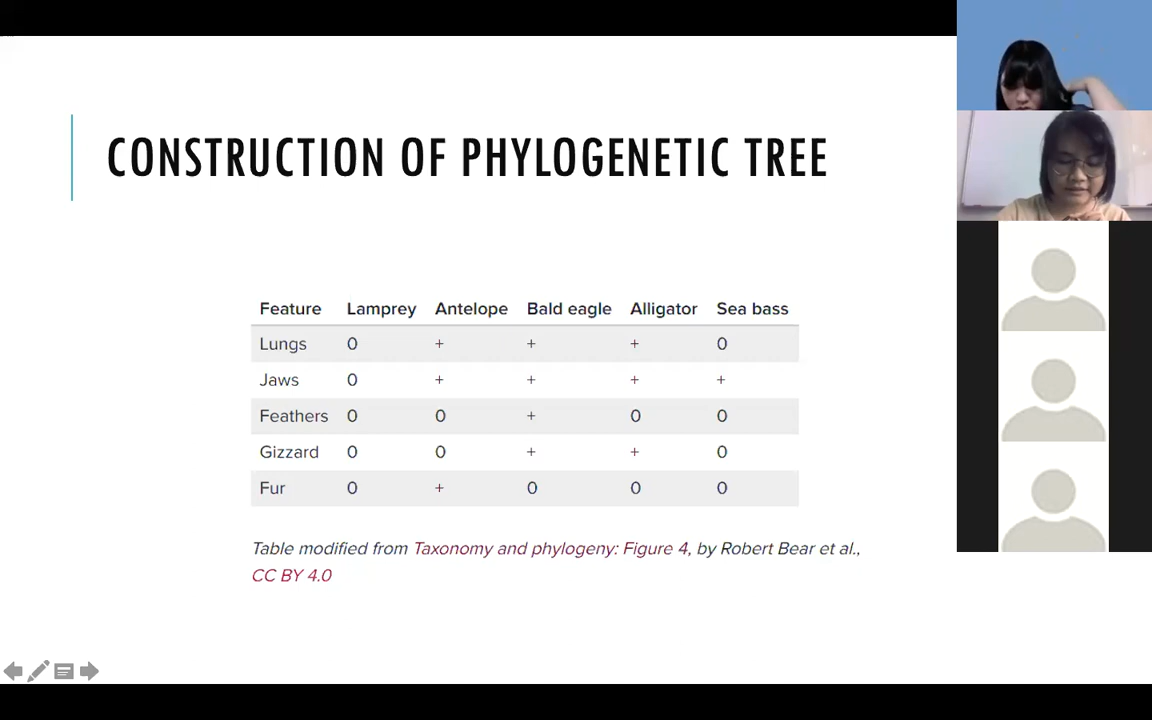 CONSTRUCTION OF PHYLOGENETIC TREE
Feature Lamprey Antelope Bald eagle Alligator Sea bass
Lungs 0 + + + 0
Jaws 0 + + + +
Feathers 0 0 + 0 0
Gizzard 0 0 + + 0
Fur 0 + 0 0 0
Table modified from Taxonomy and phylogeny: Figure 4, by Robert Bear et al.,
CC BY 4.0